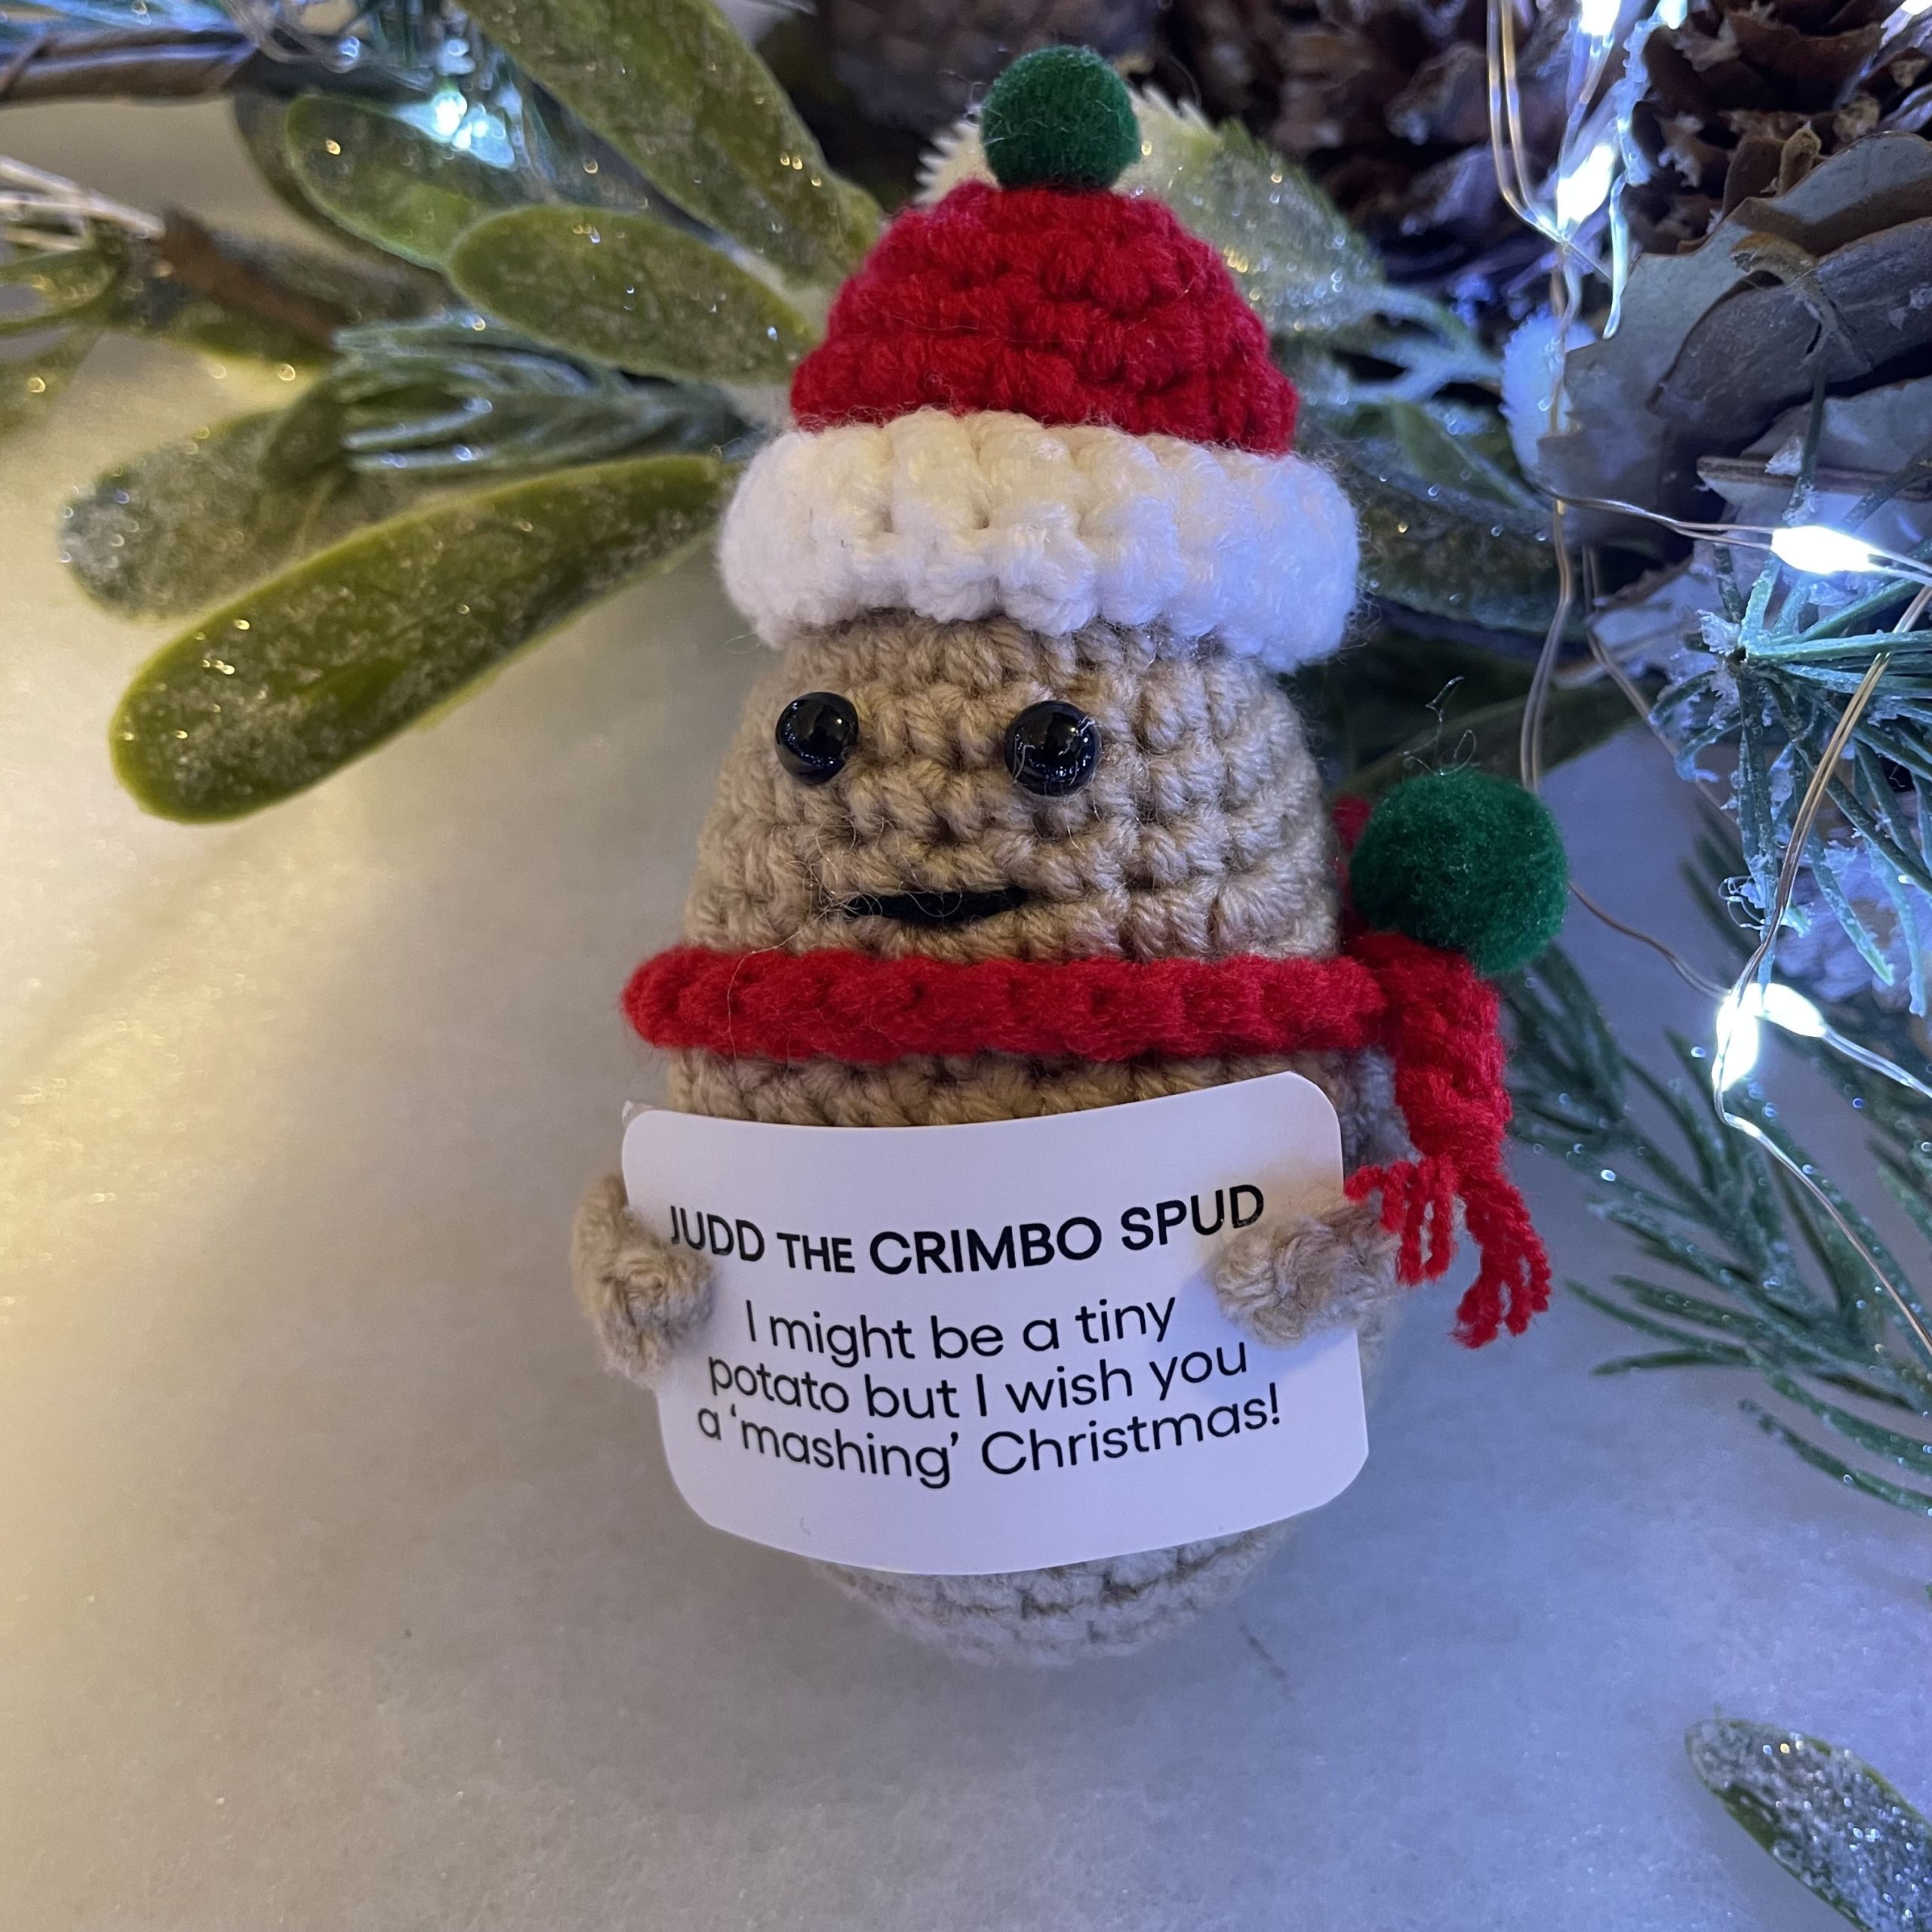 JUDD THE CRIMBO SPUD
I might be a tiny
potato but I wish you
a ‘mashing’ Christmas!